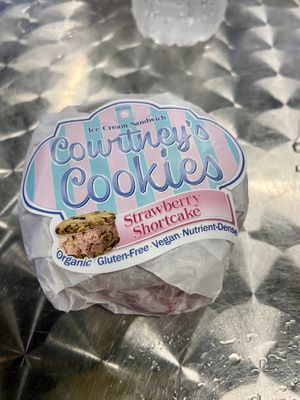 Ice Cream Sandwich
Courtney's
Cookies
Strawberry
Shortcake
Organic · Gluten-Free · Vegan · Nutrient-Dense